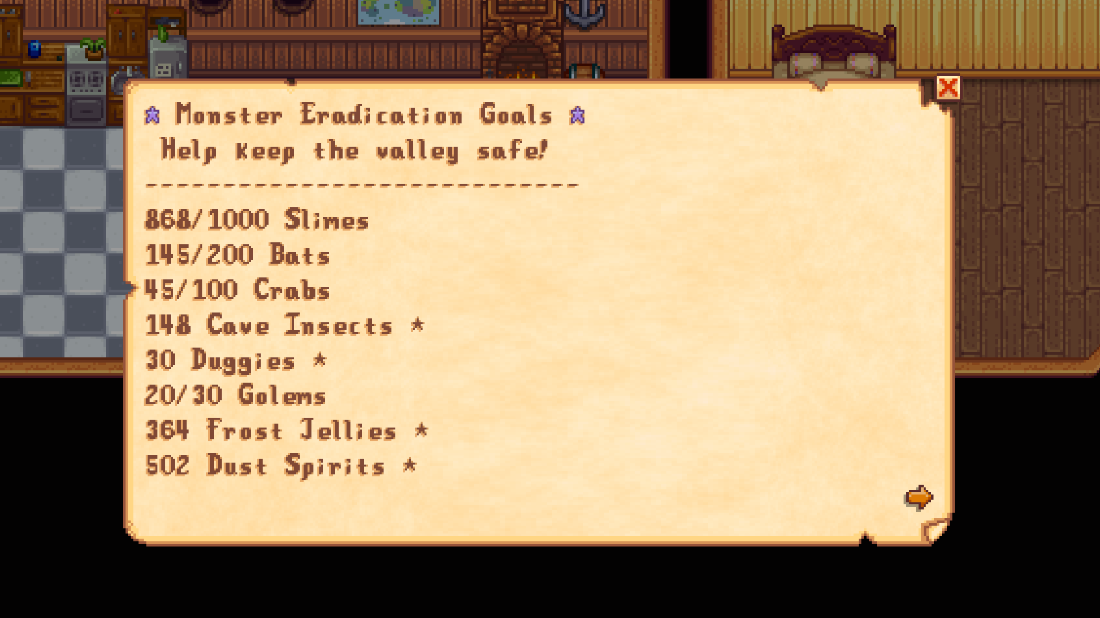 Monster Eradication Goals
Help keep the valley safe!
----------------------------
868/1000 Slimes
145/200 Bats
45/100 Crabs
148 Cave Insects *
30 Duggies *
20/30 Golems
364 Frost Jellies *
502 Dust Spirits *